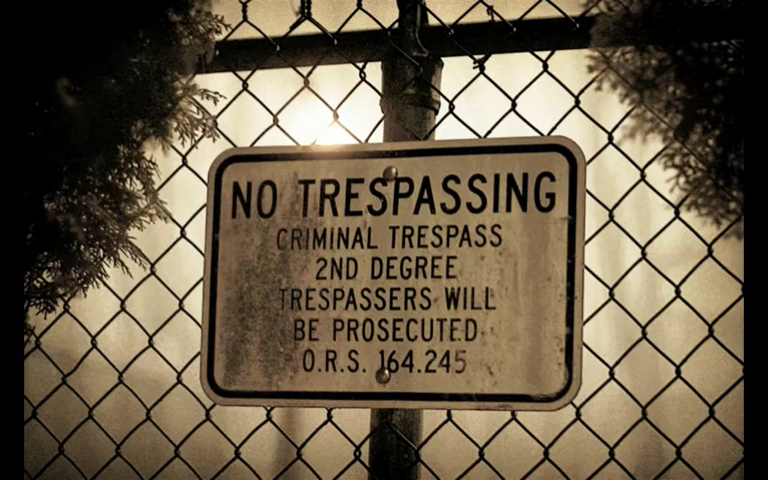 NO TRESPASSING
CRIMINAL TRESPASS
2ND DEGREE
TRESPASSERS WILL
BE PROSECUTED
O.R.S. 164.245